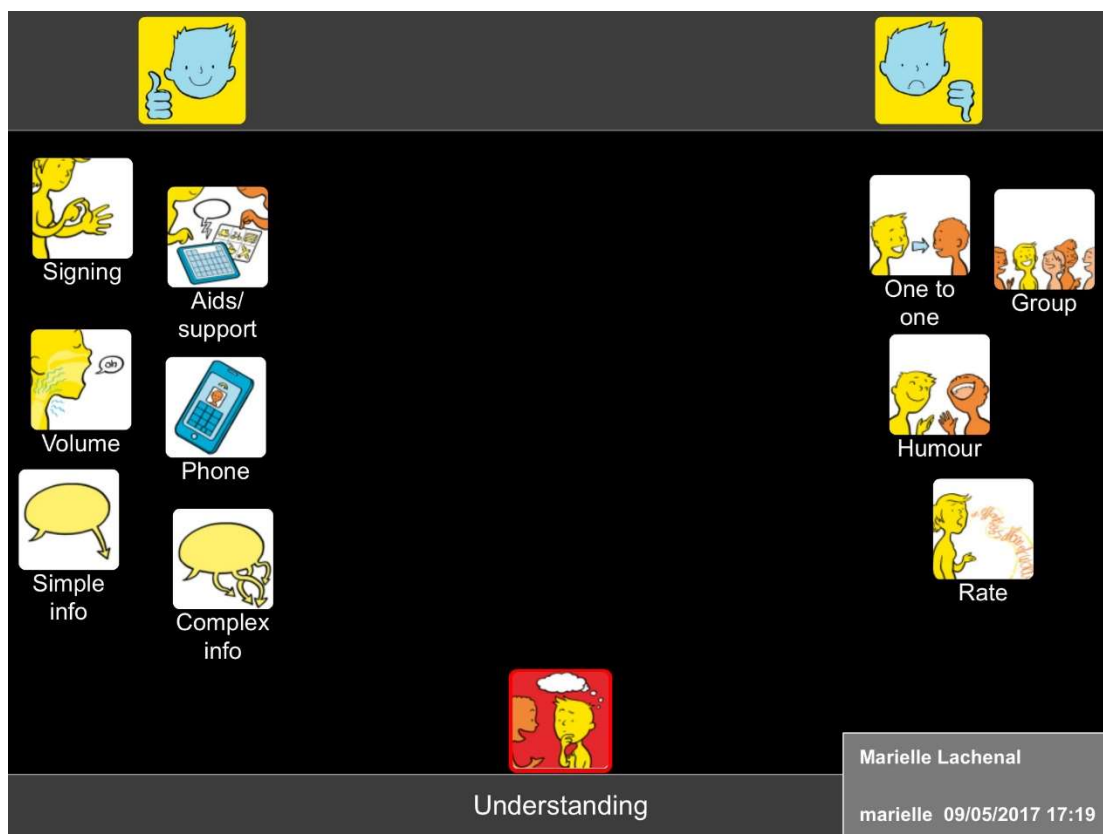 Signing
Aids/
support
Volume
Phone
Simple
info
Complex
info
One to
one
Group
Humour
Rate
Understanding
Marielle Lachenal
marielle 09/05/2017 17:19